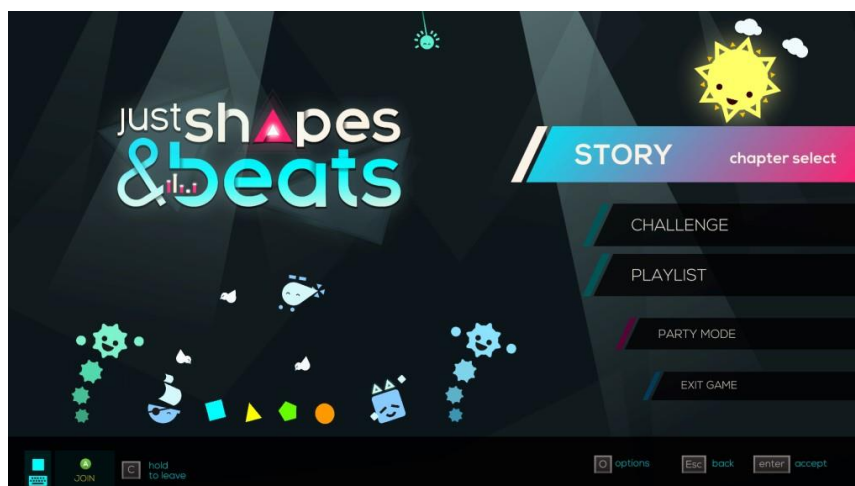 just shapes
&beats
STORY chapter select
CHALLENGE
PLAYLIST
PARTY MODE
EXIT GAME
A
JOIN
C hold
to leave
O options Esc back enter accept